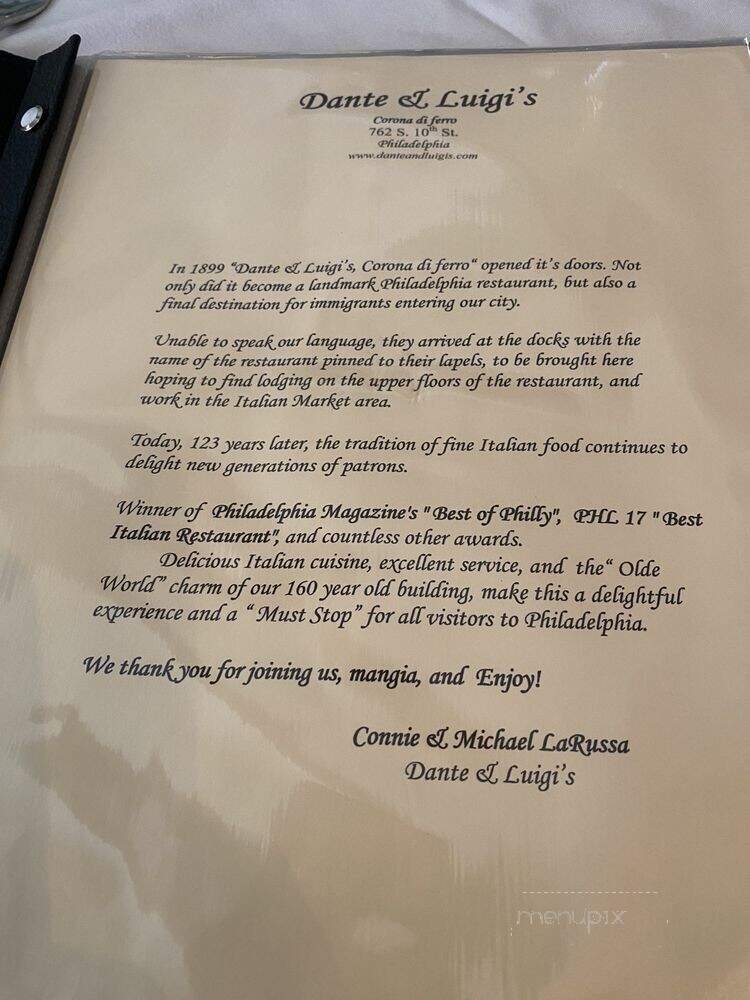 Dante & Luigi's
Corona di ferro
762 S. 10th St.
Philadelphia
www.danteandluigis.com
In 1899 "Dante & Luigi's, Corona di ferro" opened it's doors. Not
only did it become a landmark Philadelphia restaurant, but also a
final destination for immigrants entering our city.
Unable to speak our language, they arrived at the docks with the
name of the restaurant pinned to their lapels, to be brought here
hoping to find lodging on the upper floors of the restaurant, and
work in the Italian Market area.
Today, 123 years later, the tradition of fine Italian food continues to
delight new generations of patrons.
Winner of Philadelphia Magazine's "Best of Philly", PHL 17 "Best
Italian Restaurant", and countless other awards.
Delicious Italian cuisine, excellent service, and the" Olde
World" charm of our 160 year old building, make this a delightful
experience and a "Must Stop" for all visitors to Philadelphia.
We thank you for joining us, mangia, and Enjoy!
Connie & Michael LaRussa
Dante & Luigi's
menupix